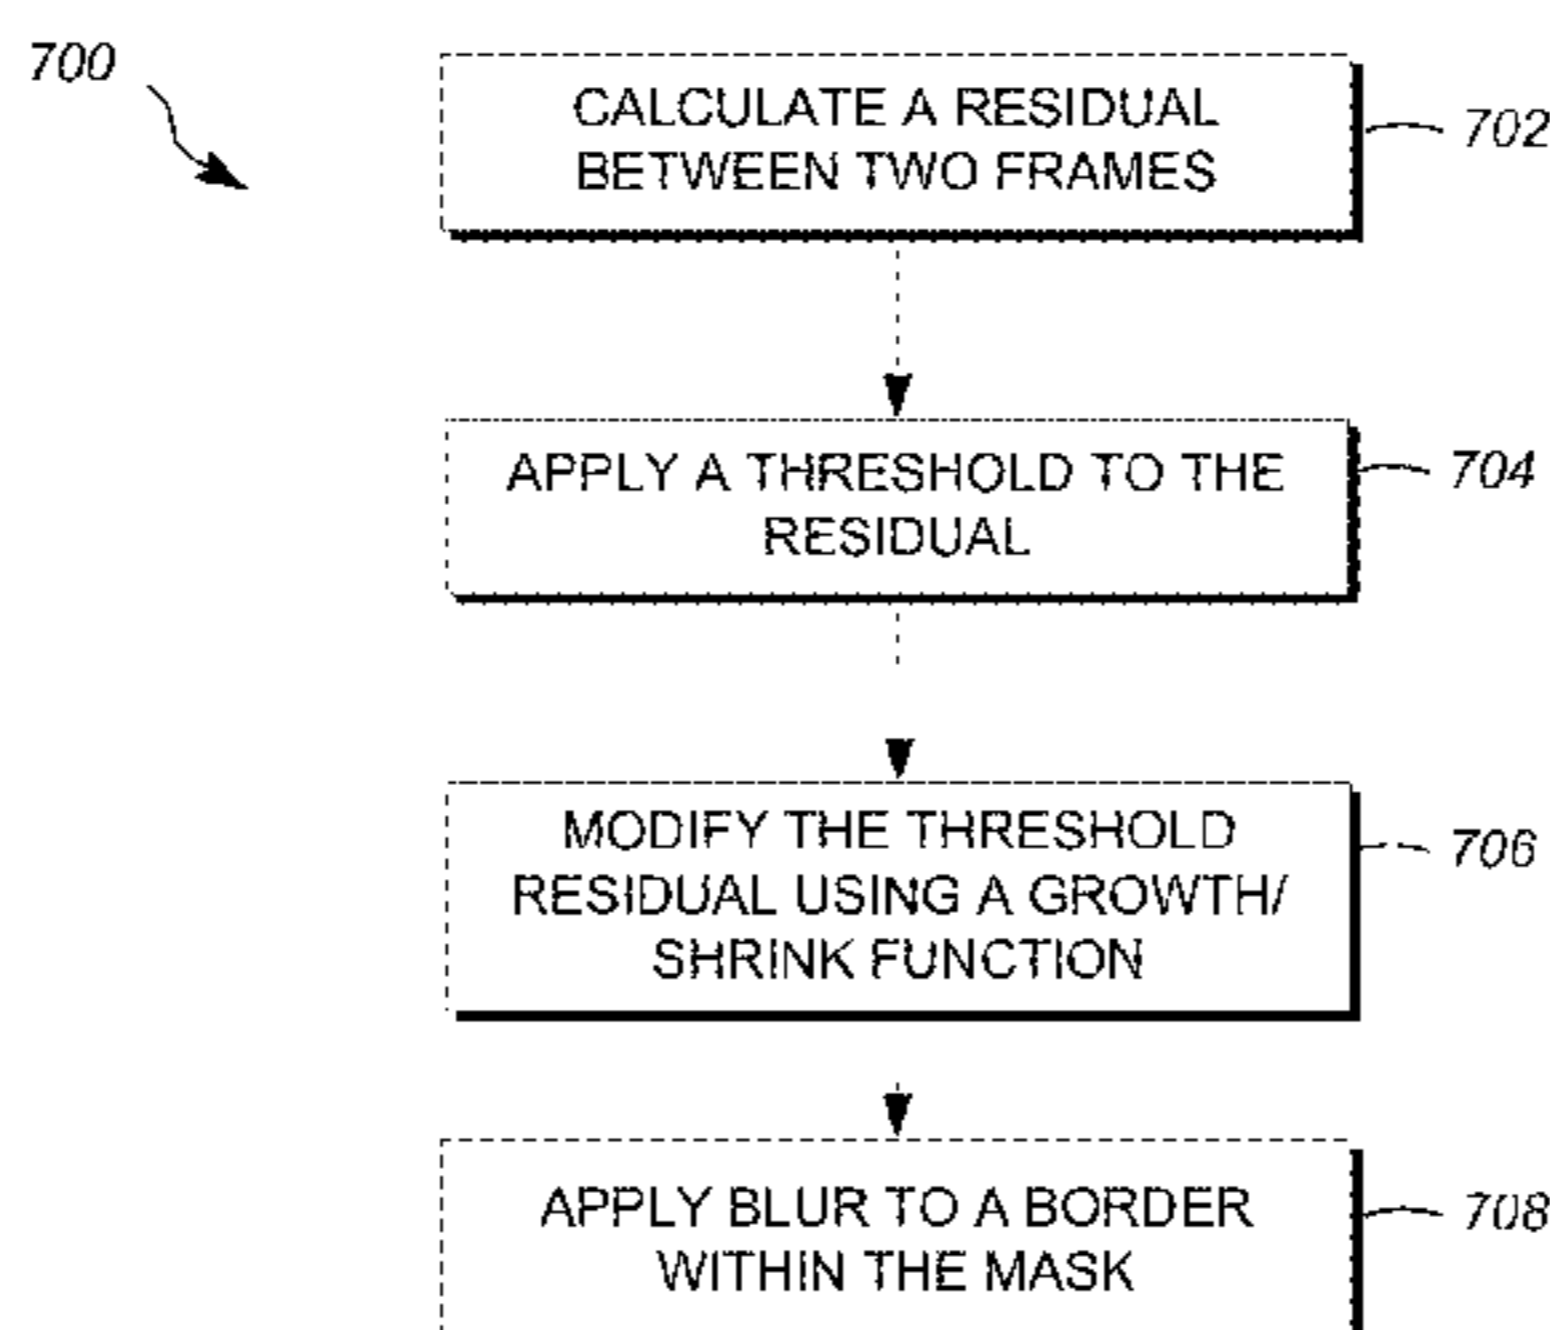 700
CALCULATE A RESIDUAL
BETWEEN TWO FRAMES
702
APPLY A THRESHOLD TO THE
RESIDUAL
704
MODIFY THE THRESHOLD
RESIDUAL USING A GROWTH/
SHRINK FUNCTION
706
APPLY BLUR TO A BORDER
WITHIN THE MASK
708